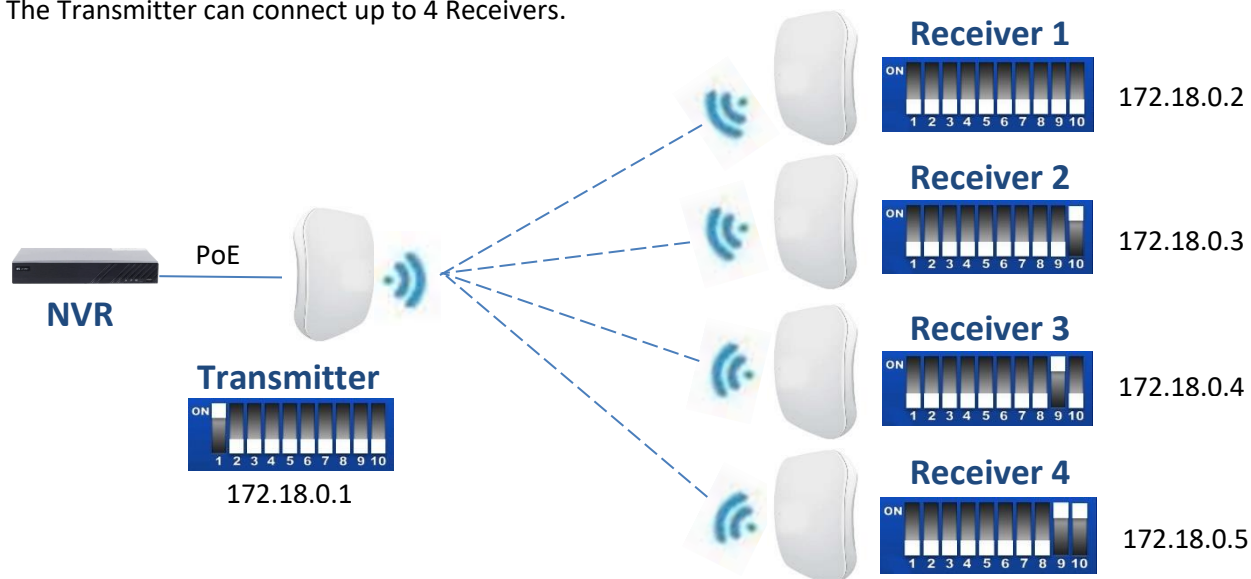 The Transmitter can connect up to 4 Receivers.
Receiver 1
ON
1 2 3 4 5 6 7 8 9 10
172.18.0.2
Receiver 2
ON
1 2 3 4 5 6 7 8 9 10
172.18.0.3
PoE
NVR
Receiver 3
ON
1 2 3 4 5 6 7 8 9 10
172.18.0.4
Transmitter
ON
1 2 3 4 5 6 7 8 9 10
172.18.0.1
Receiver 4
ON
1 2 3 4 5 6 7 8 9 10
172.18.0.5